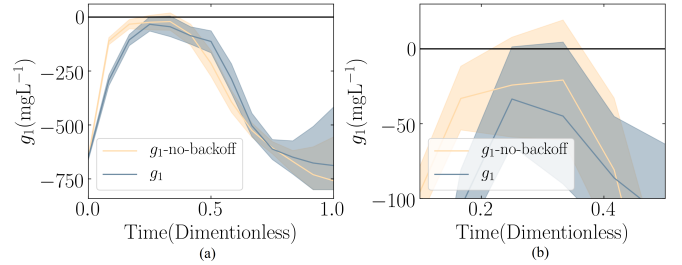 0
−250
−500
−750
g₁(mgL⁻¹)
g₁-no-backoff
g₁
0.0
0.5
1.0
Time(Dimentionless)
(a)
0
−50
−100
g₁(mgL⁻¹)
g₁-no-backoff
g₁
0.2
0.4
Time(Dimentionless)
(b)